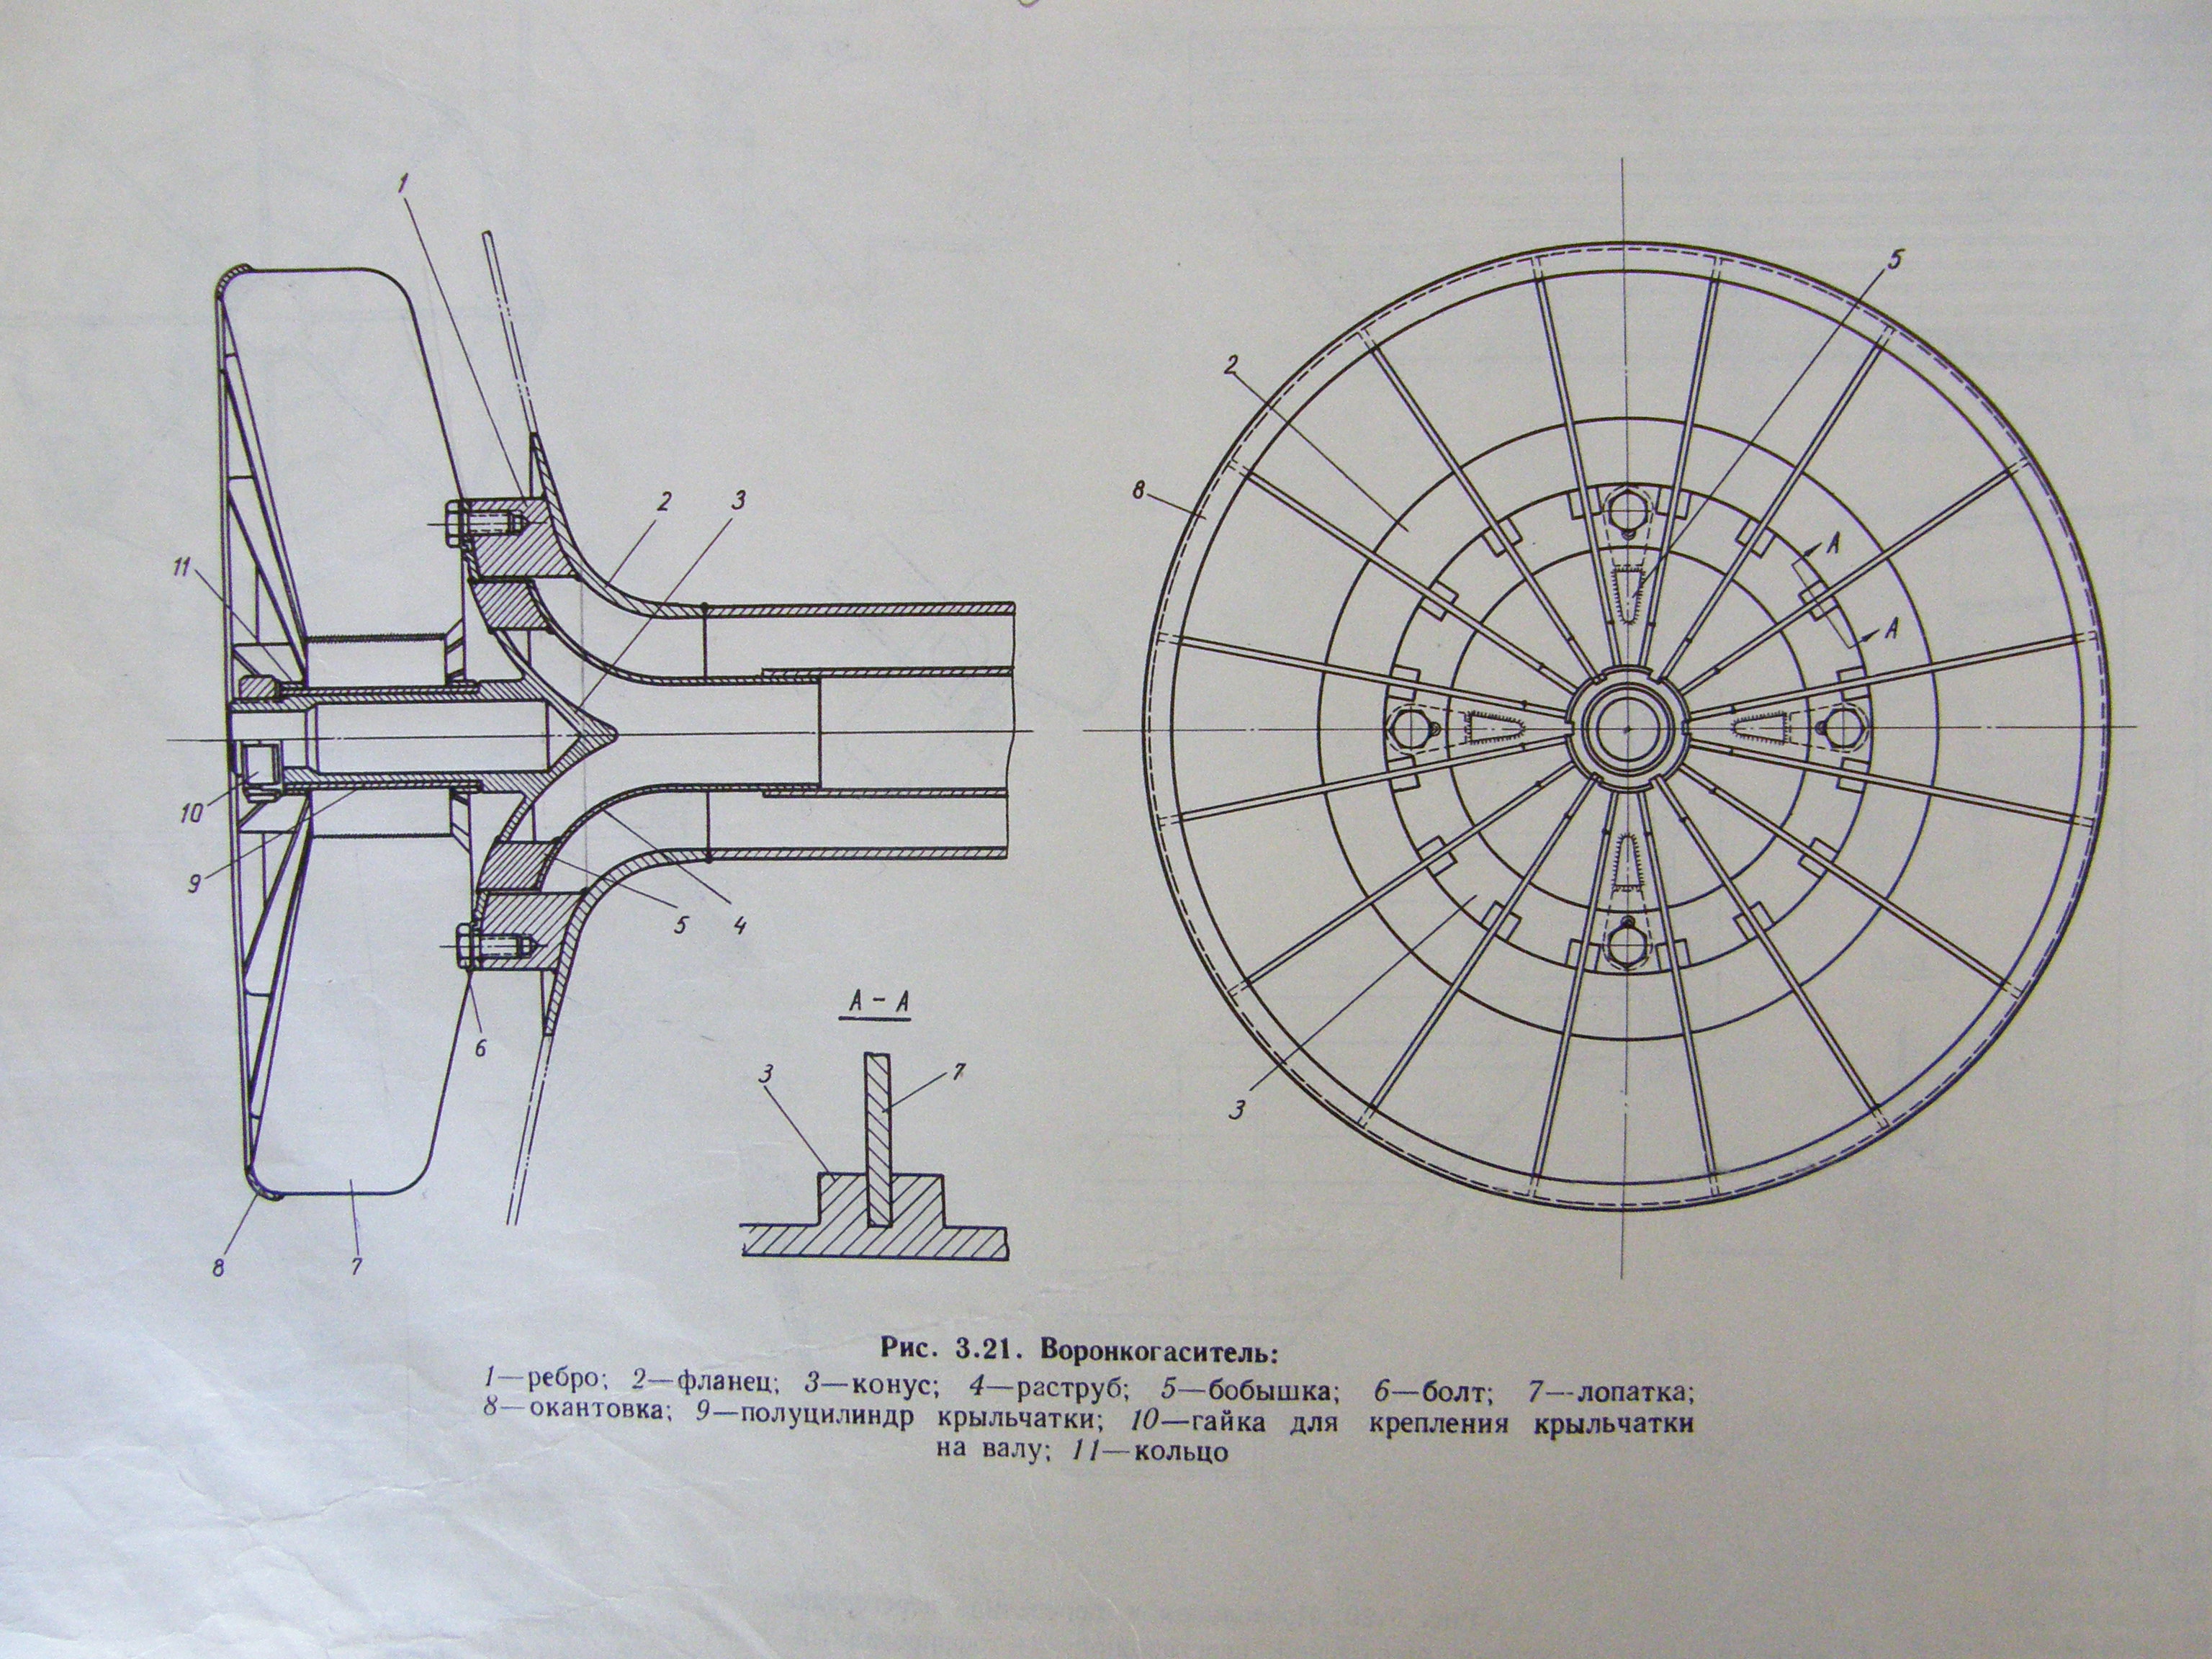 1
2
3
11
10
9
5
4
6
8
7
А – А
3
7
5
2
8
А
А
3
Рис. 3.21. Воронкогаситель:
1—ребро; 2—фланец; 3—конус; 4—раструб; 5—бобышка; 6—болт; 7—лопатка;
8—окантовка; 9—полуцилиндр крыльчатки; 10—гайка для крепления крыльчатки
на валу; 11—кольцо